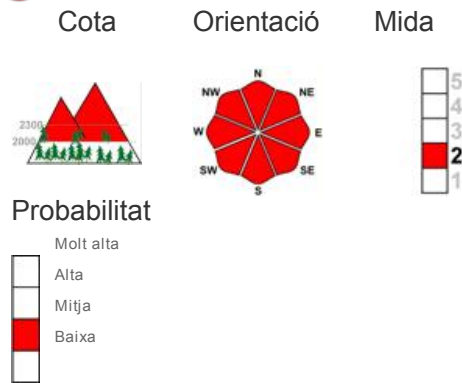 Cota Orientació Mida
N
NW NE
W E
SW SE
S
2300
2000
5
4
3
2
1
Probabilitat
Molt alta
Alta
Mitja
Baixa